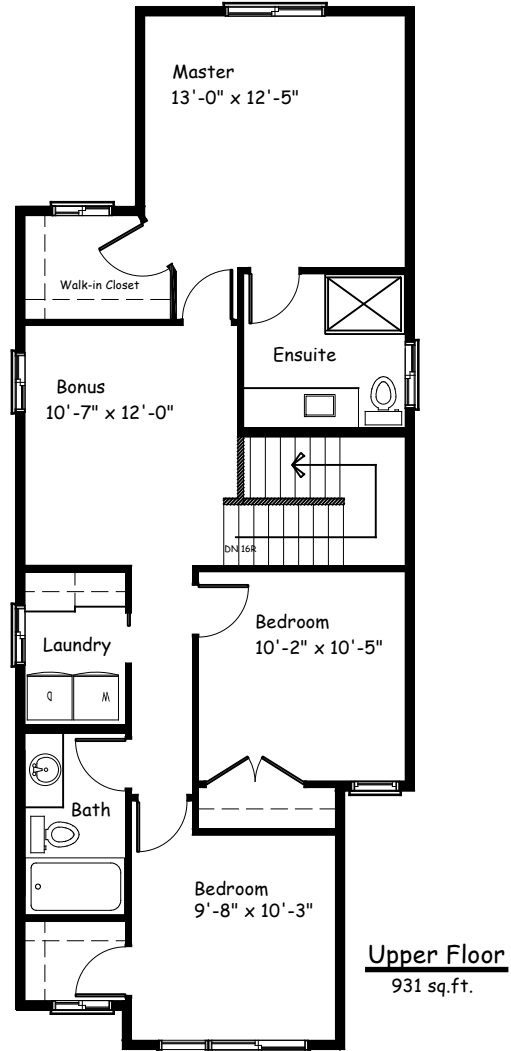 Master
13'-0" x 12'-5"
Walk-in Closet
Ensuite
Bonus
10'-7" x 12'-0"
DN 16R
Bedroom
10'-2" x 10'-5"
Laundry
D
W
Bath
Bedroom
9'-8" x 10'-3"
Upper Floor
931 sq.ft.